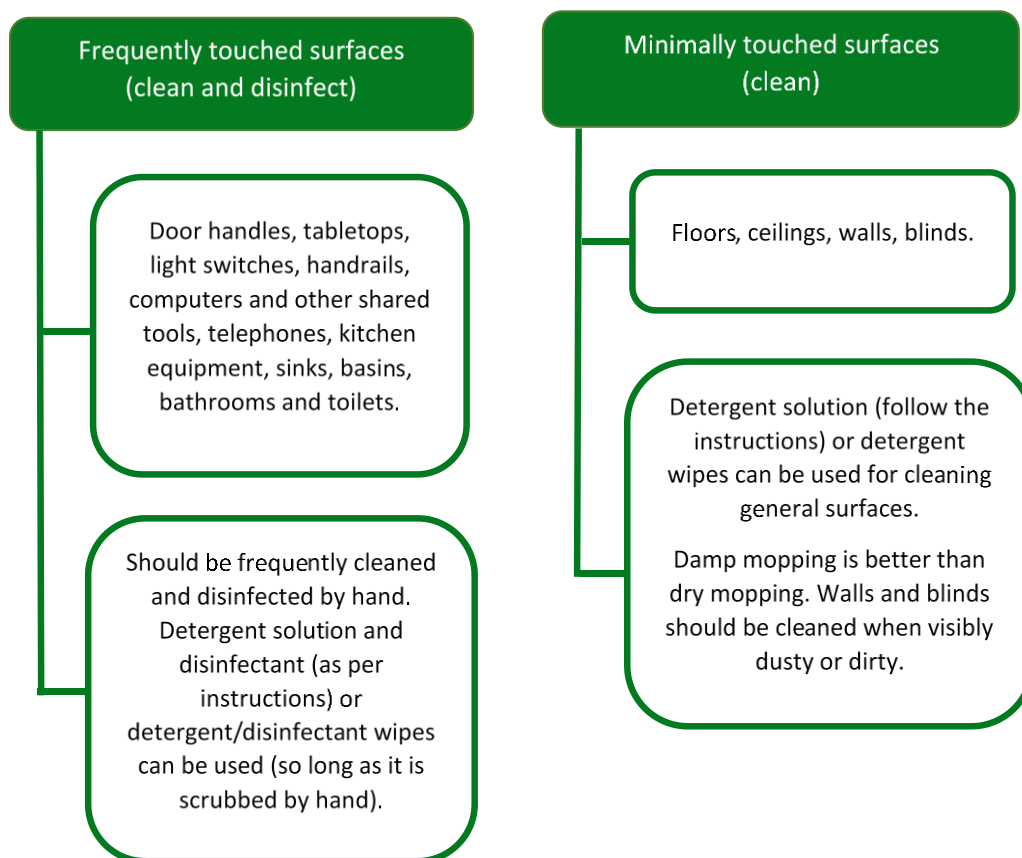 Frequently touched surfaces
(clean and disinfect)
Door handles, tabletops,
light switches, handrails,
computers and other shared
tools, telephones, kitchen
equipment, sinks, basins,
bathrooms and toilets.
Should be frequently cleaned
and disinfected by hand.
Detergent solution and
disinfectant (as per
instructions) or
detergent/disinfectant wipes
can be used (so long as it is
scrubbed by hand).
Minimally touched surfaces
(clean)
Floors, ceilings, walls, blinds.
Detergent solution (follow the
instructions) or detergent
wipes can be used for cleaning
general surfaces.
Damp mopping is better than
dry mopping. Walls and blinds
should be cleaned when visibly
dusty or dirty.